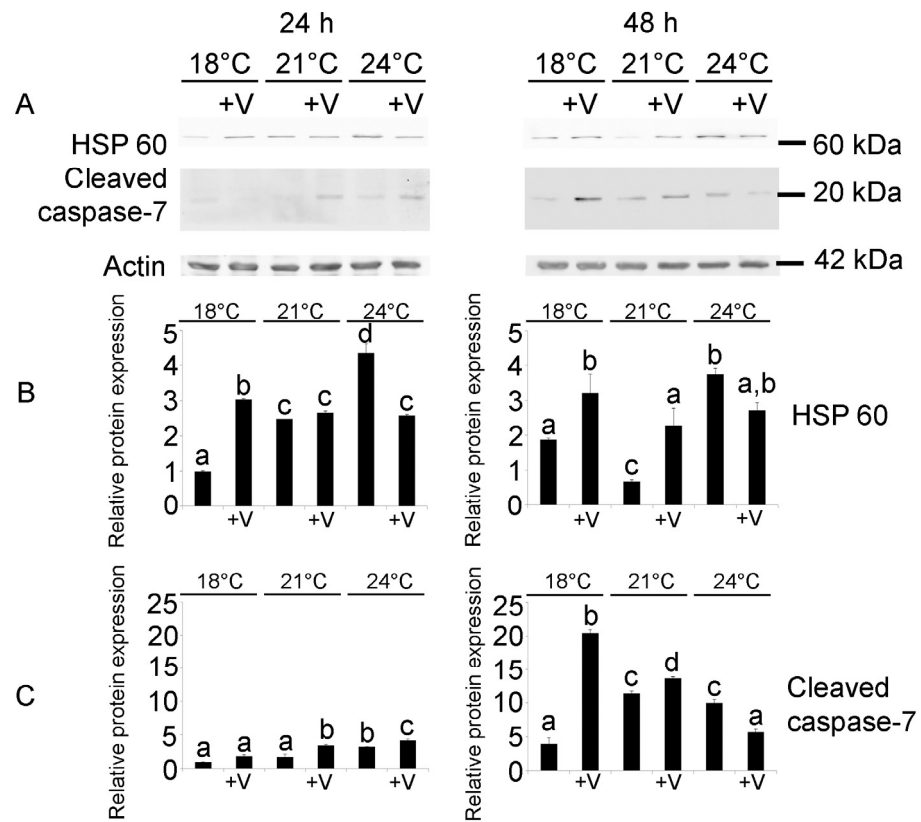 24 h 48 h
18°C 21°C 24°C 18°C 21°C 24°C
A +V +V +V +V +V +V
HSP 60 60 kDa
Cleaved
caspase-7 20 kDa
Actin 42 kDa
B
18°C 21°C 24°C
Relative protein expression
5
4
3
2
1
0
a b c c d c
+V +V +V
18°C 21°C 24°C
Relative protein expression
5
4
3
2
1
0
a b c a b a,b
+V +V +V
HSP 60
C
18°C 21°C 24°C
Relative protein expression
25
20
15
10
5
0
a a a b b c
+V +V +V
18°C 21°C 24°C
Relative protein expression
25
20
15
10
5
0
a b c d c a
+V +V +V
Cleaved
caspase-7